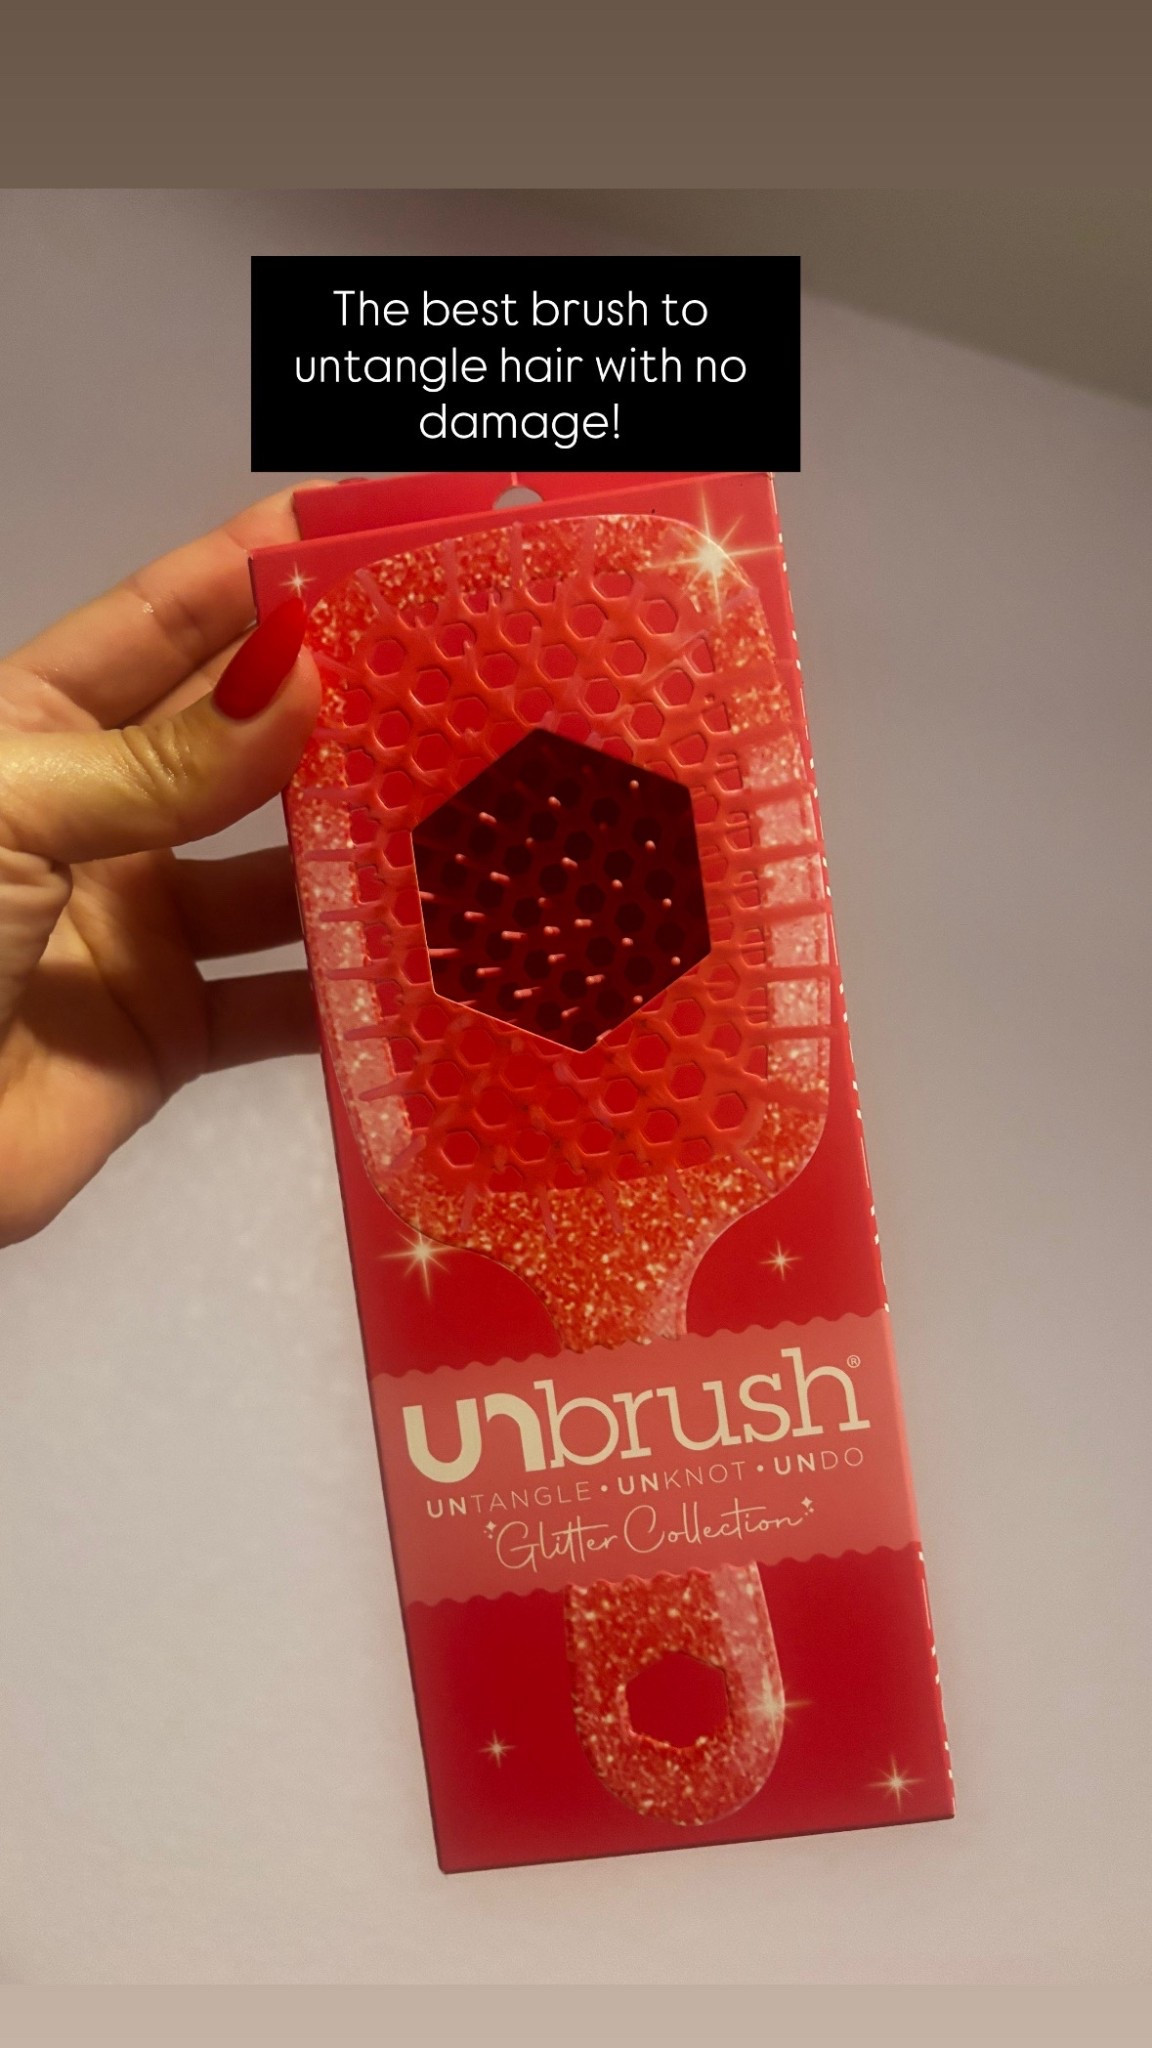 The best brush to
untangle hair with no
damage!
unbrush®
UNTANGLE • UNKNOT • UNDO
Glitter Collection